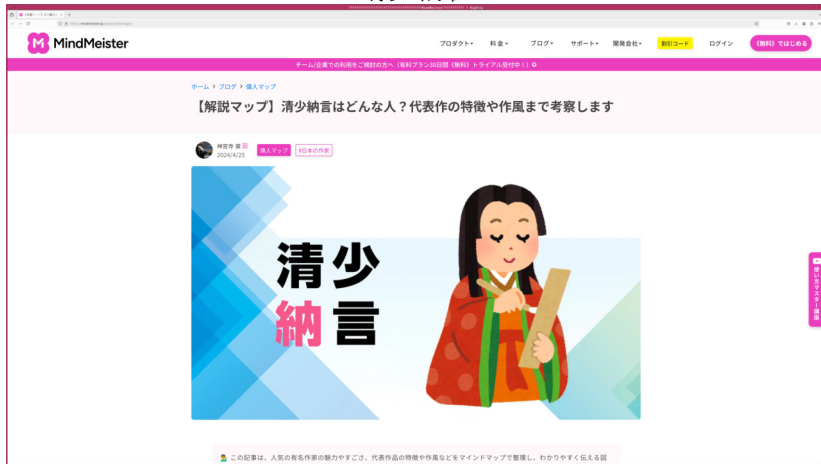 MindMeister
プロダクト
料金
ブログ
サポート
開発会社
割引コード
ログイン
《無料》ではじめる
チーム/企業での利用をご検討の方へ（有料プラン30日間《無料》トライアル受付中！）
ホーム > ブログ > 偉人マップ
【解説マップ】清少納言はどんな人？代表作の特徴や作風まで考察します
2024/4/25
偉人マップ
#日本の作家
清少
納言
使い方マスター講座
この記事は、人気の有名作家の魅力やすごさ、代表作品の特徴や作風などをマインドマップで整理し、わかりやすく伝える図